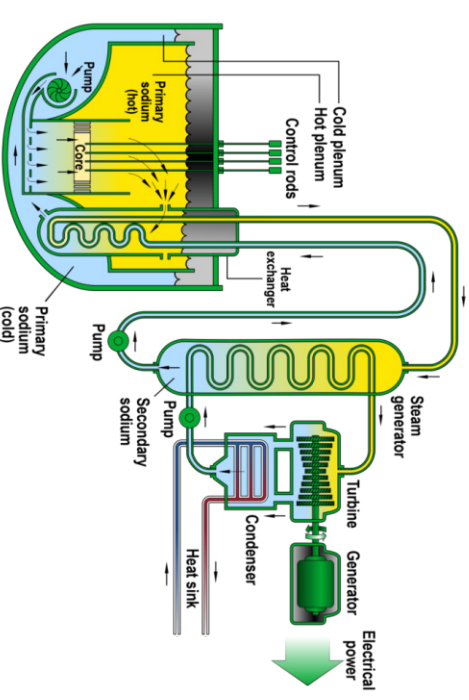 Cold plenum
Hot plenum
Control rods
Primary
sodium
(hot)
Pump
Core
Heat
exchanger
Primary
sodium
(cold)
Pump
Steam
generator
Secondary
sodium
Pump
Turbine
Generator
Electrical
power
Condenser
Heat sink